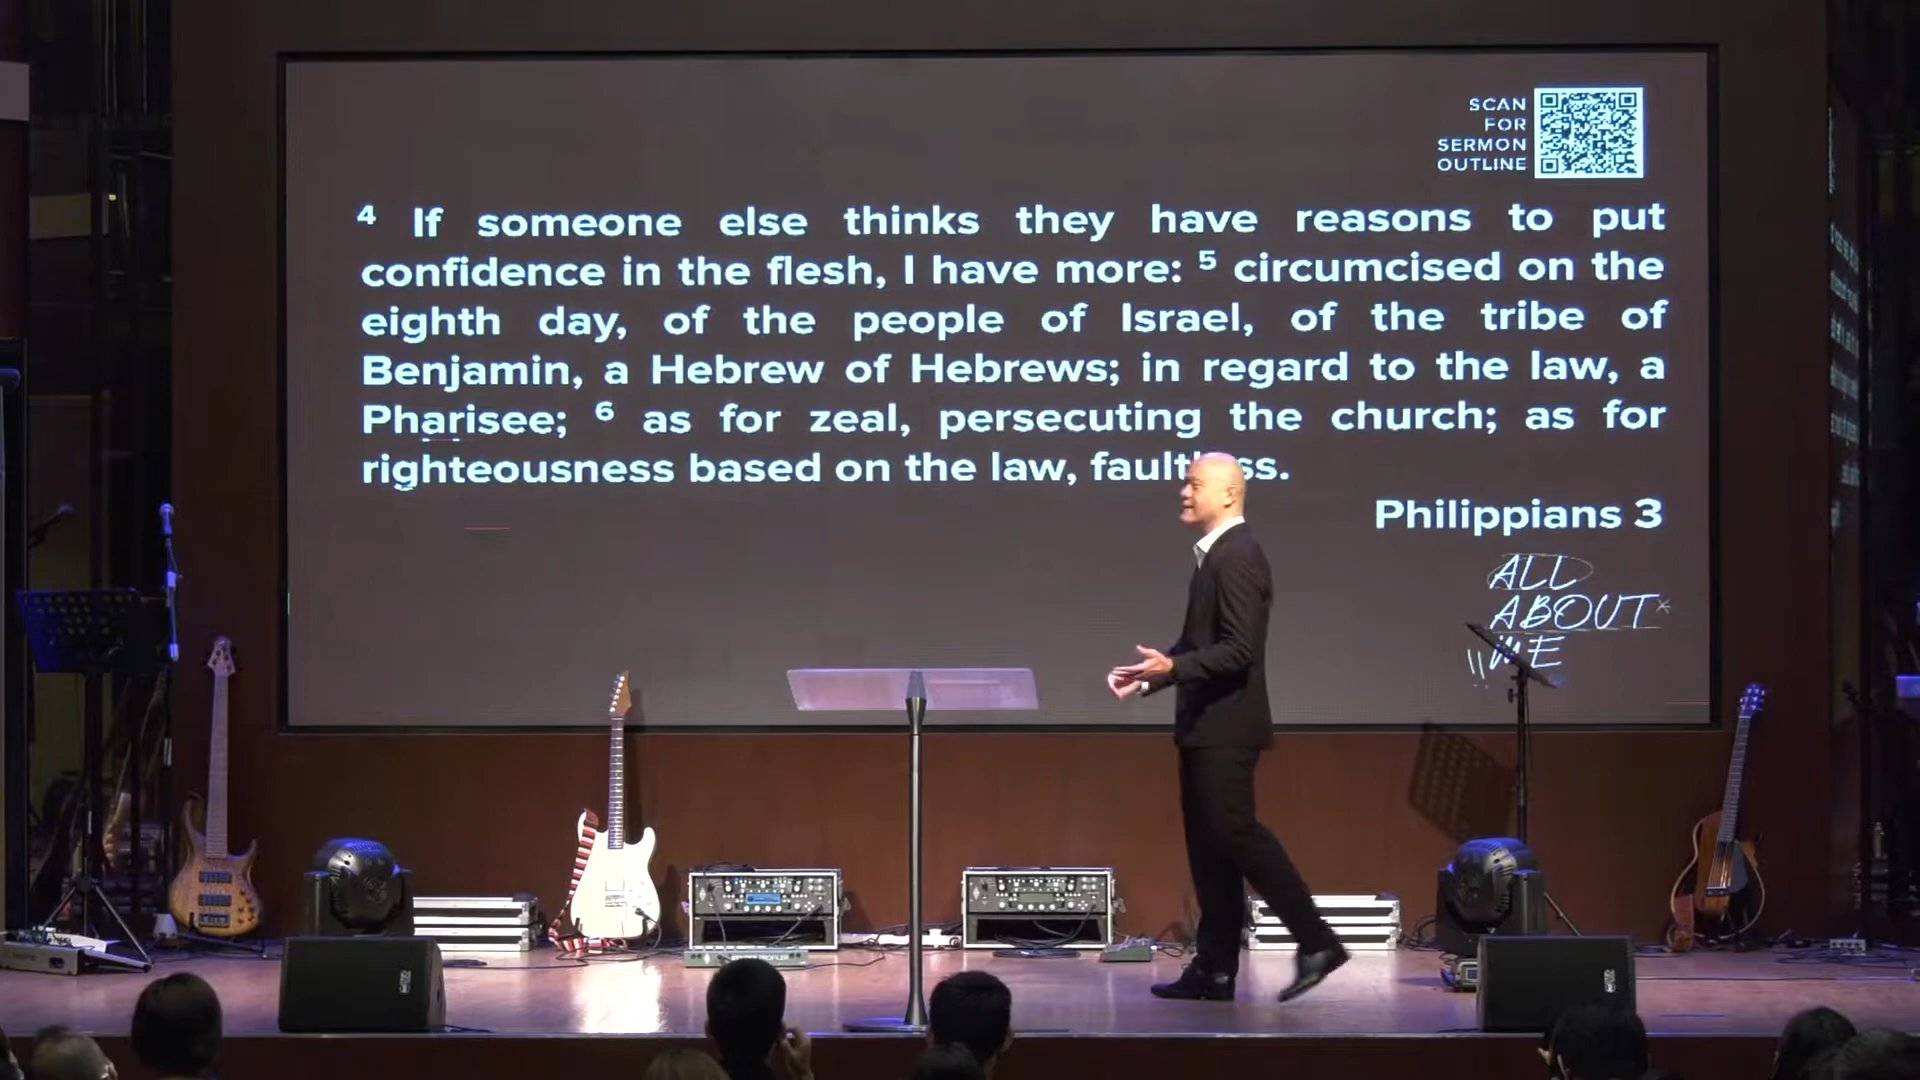 SCAN
FOR
SERMON
OUTLINE
4 If someone else thinks they have reasons to put
confidence in the flesh, I have more: 5 circumcised on the
eighth day, of the people of Israel, of the tribe of
Benjamin, a Hebrew of Hebrews; in regard to the law, a
Pharisee; 6 as for zeal, persecuting the church; as for
righteousness based on the law,
Philippians 3
ALL
ABOUT*
ME